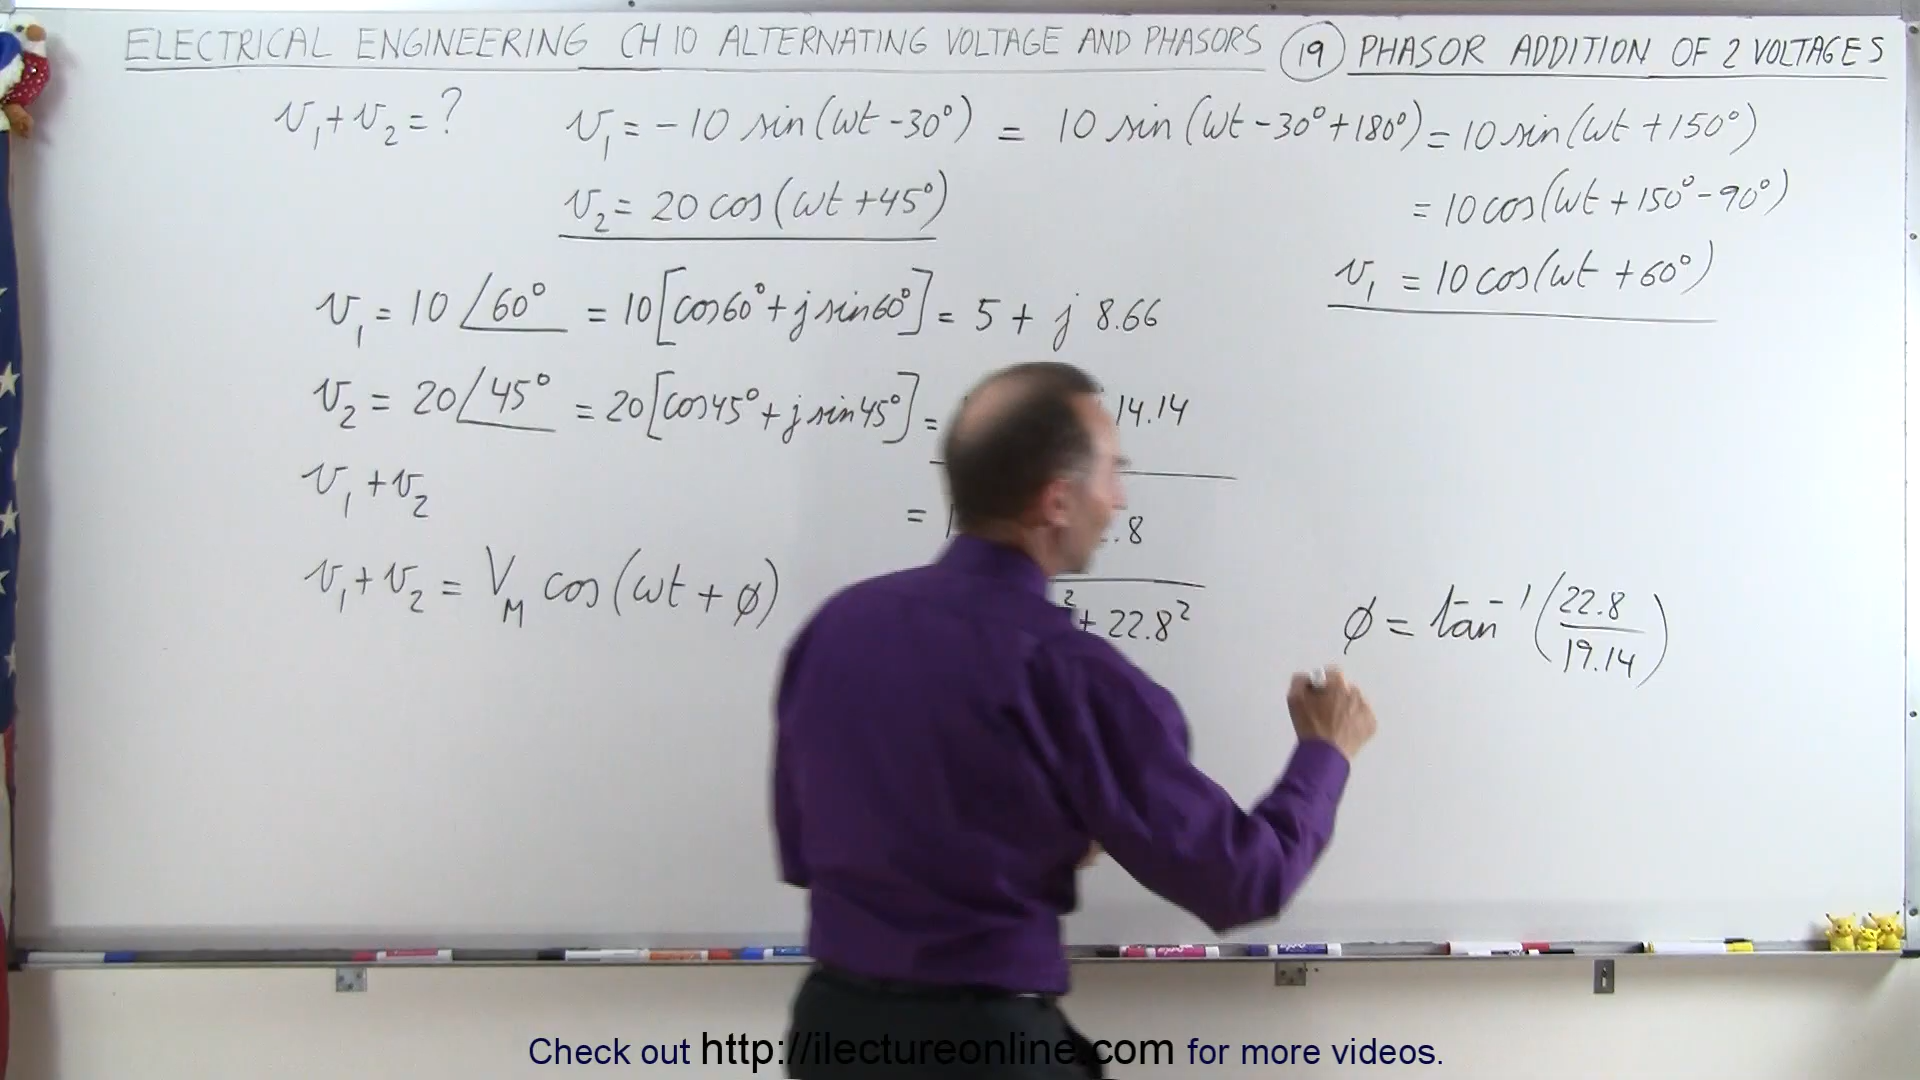 ELECTRICAL ENGINEERING CH 10 ALTERNATING VOLTAGE AND PHASORS (19) PHASOR ADDITION OF 2 VOLTAGES
v₁+v₂=? v₁ = -10 sin(ωt -30°) = 10 sin(ωt -30°+180°) = 10 sin(ωt +150°)
v₂ = 20 cos(ωt +45°) = 10 cos(ωt +150°-90°)
v₁ = 10 cos(ωt +60°)
v₁ = 10 /60° = 10[cos60°+j sin60°] = 5 + j 8.66
v₂ = 20/45° = 20[cos45°+j sin45°] = 14.14
v₁+v₂ = .8
v₁+v₂ = V_M cos(ωt + ø) ² + 22.8² ø = tan⁻¹(22.8/19.14)
Check out http://ilectureonline.com for more videos.